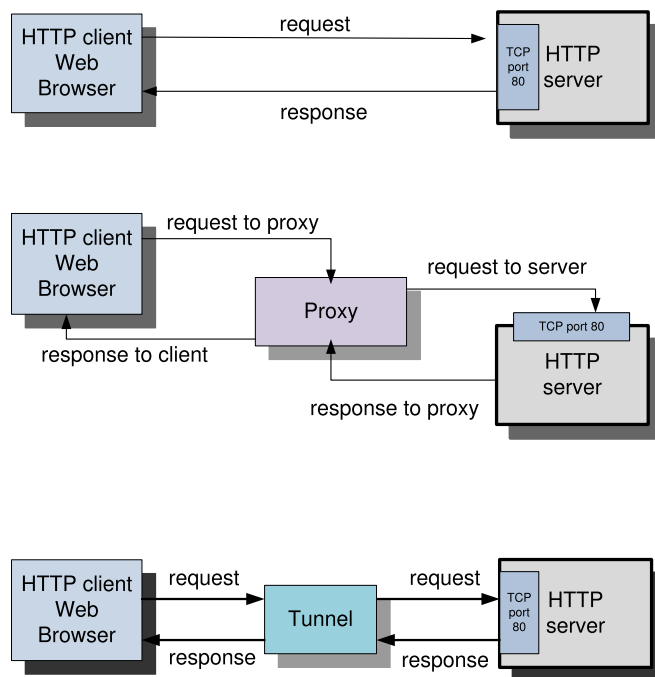 HTTP client
Web
Browser
request
response
TCP
port
80
HTTP
server
HTTP client
Web
Browser
request to proxy
response to client
Proxy
request to server
response to proxy
TCP port 80
HTTP
server
HTTP client
Web
Browser
request
response
Tunnel
request
response
TCP
port
80
HTTP
server